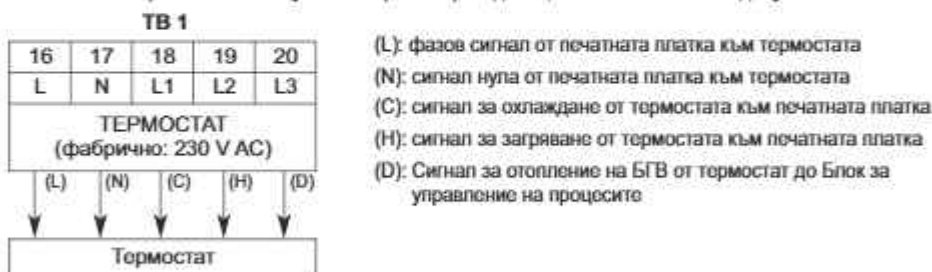 TB 1
16 17 18 19 20
L N L1 L2 L3
ТЕРМОСТАТ
(фабрично: 230 V AC)
(L) (N) (C) (H) (D)
Термостат
(L): фазов сигнал от печатната платка към термостата
(N): сигнал нула от печатната платка към термостата
(C): сигнал за охлаждане от термостата към печатната платка
(H): сигнал за загряване от термостата към печатната платка
(D): Сигнал за отопление на БГВ от термостат до Блок за
управление на процесите